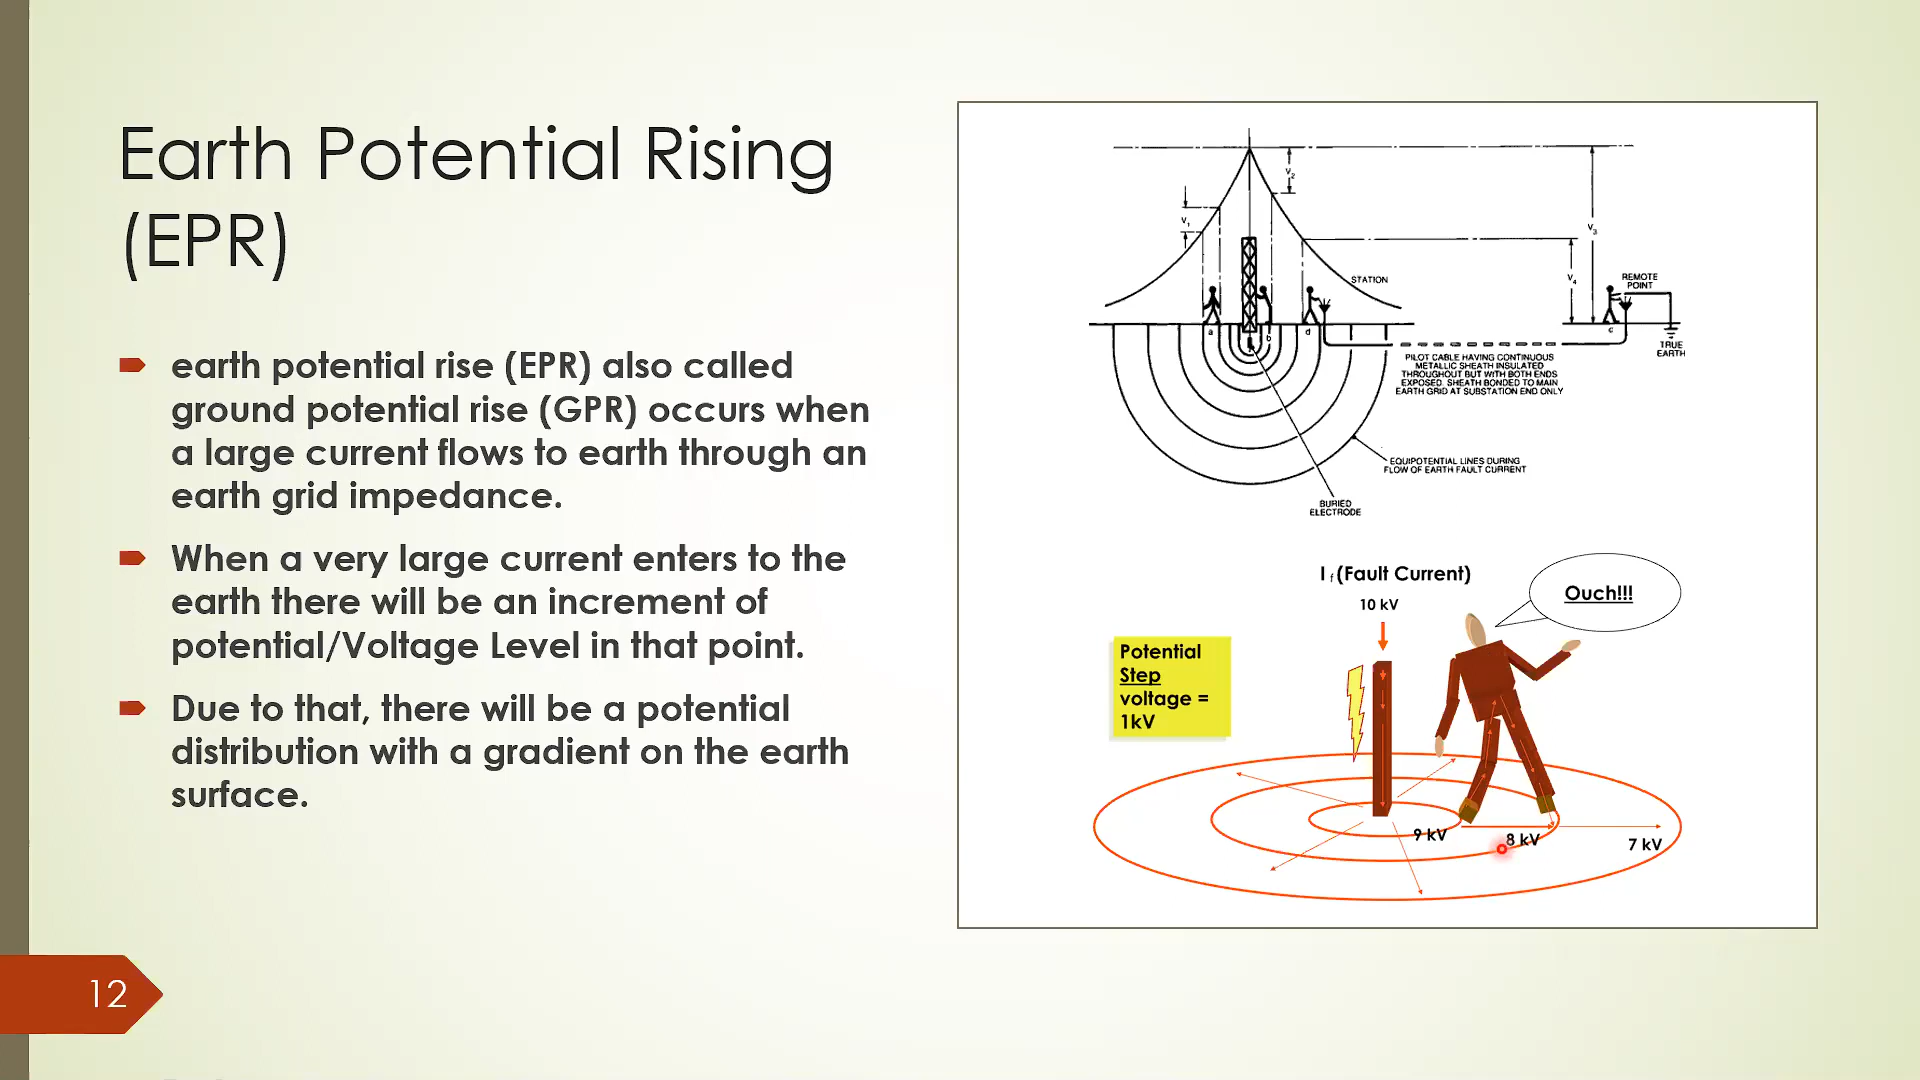 Earth Potential Rising
(EPR)
earth potential rise (EPR) also called
ground potential rise (GPR) occurs when
a large current flows to earth through an
earth grid impedance.
When a very large current enters to the
earth there will be an increment of
potential/Voltage Level in that point.
Due to that, there will be a potential
distribution with a gradient on the earth
surface.
12
V2
V1
V3
V4
STATION
REMOTE
POINT
a
b
d
c
TRUE
EARTH
PILOT CABLE HAVING CONTINUOUS
METALLIC SHEATH INSULATED
THROUGHOUT BUT WITH BOTH ENDS
EXPOSED. SHEATH BONDED TO MAIN
EARTH GRID AT SUBSTATION END ONLY
EQUIPOTENTIAL LINES DURING
FLOW OF EARTH FAULT CURRENT
BURIED
ELECTRODE
I f (Fault Current)
10 kV
Ouch!!!
Potential
Step
voltage =
1kV
9 kV
8 kV
7 kV